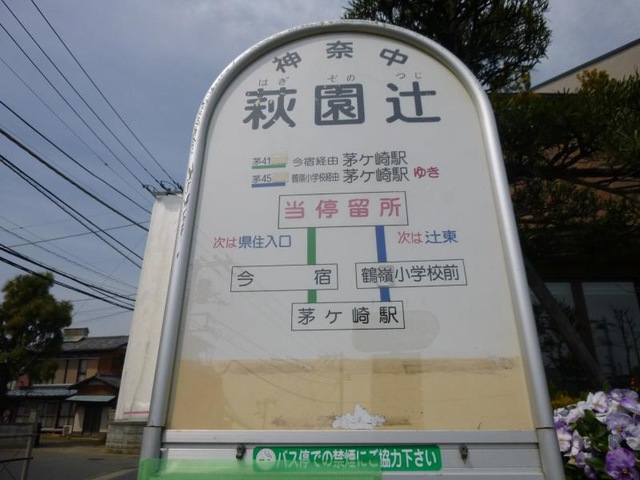 神奈中
はぎ ぞの つじ
萩園辻
茅41 今宿経由 茅ケ崎駅
茅45 鶴嶺小学校経由 茅ケ崎駅 ゆき
当停留所
次は県住入口 次は辻東
今宿 鶴嶺小学校前
茅ケ崎駅
バス停での禁煙にご協力下さい